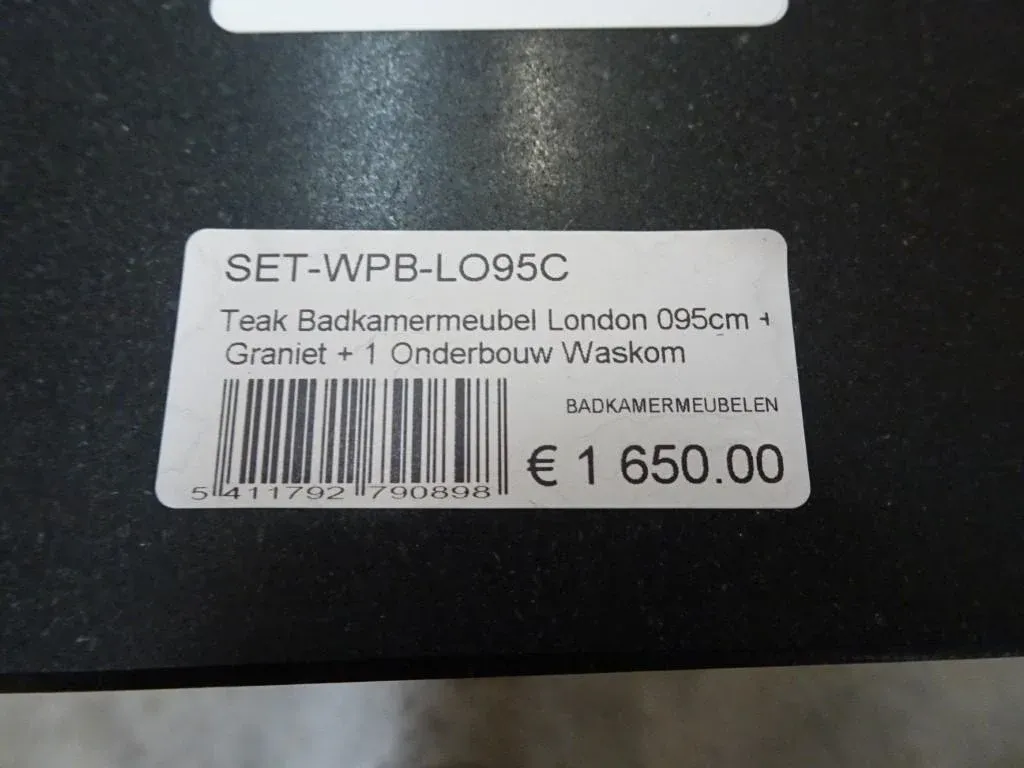 SET-WPB-LO95C
Teak Badkamermeubel London 095cm +
Graniet + 1 Onderbouw Waskom
BADKAMERMEUBELEN
€ 1 650.00
5 411792 790898